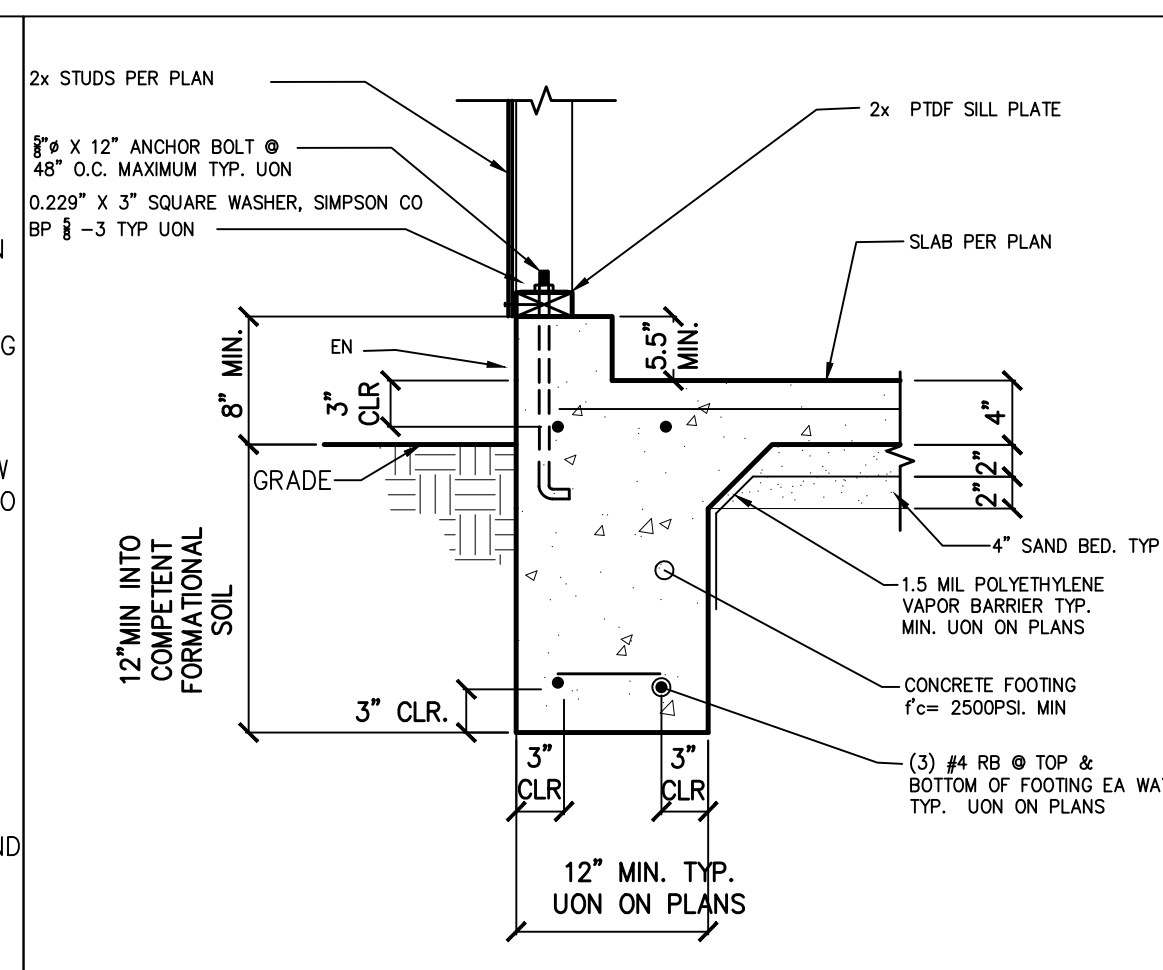 2x STUDS PER PLAN
⅝"ø X 12" ANCHOR BOLT @
48" O.C. MAXIMUM TYP. UON
0.229" X 3" SQUARE WASHER, SIMPSON CO
BP ⅝ -3 TYP UON
2x PTDF SILL PLATE
SLAB PER PLAN
N
G
W
O
ND
EN
8" MIN.
3"
CLR
5.5"
MIN.
4"
2"
2"
GRADE
12"MIN INTO
COMPETENT
FORMATIONAL
SOIL
4" SAND BED. TYP
1.5 MIL POLYETHYLENE
VAPOR BARRIER TYP.
MIN. UON ON PLANS
CONCRETE FOOTING
f'c= 2500PSI. MIN
3" CLR.
3"
CLR
3"
CLR
(3) #4 RB @ TOP &
BOTTOM OF FOOTING EA WA
TYP. UON ON PLANS
12" MIN. TYP.
UON ON PLANS